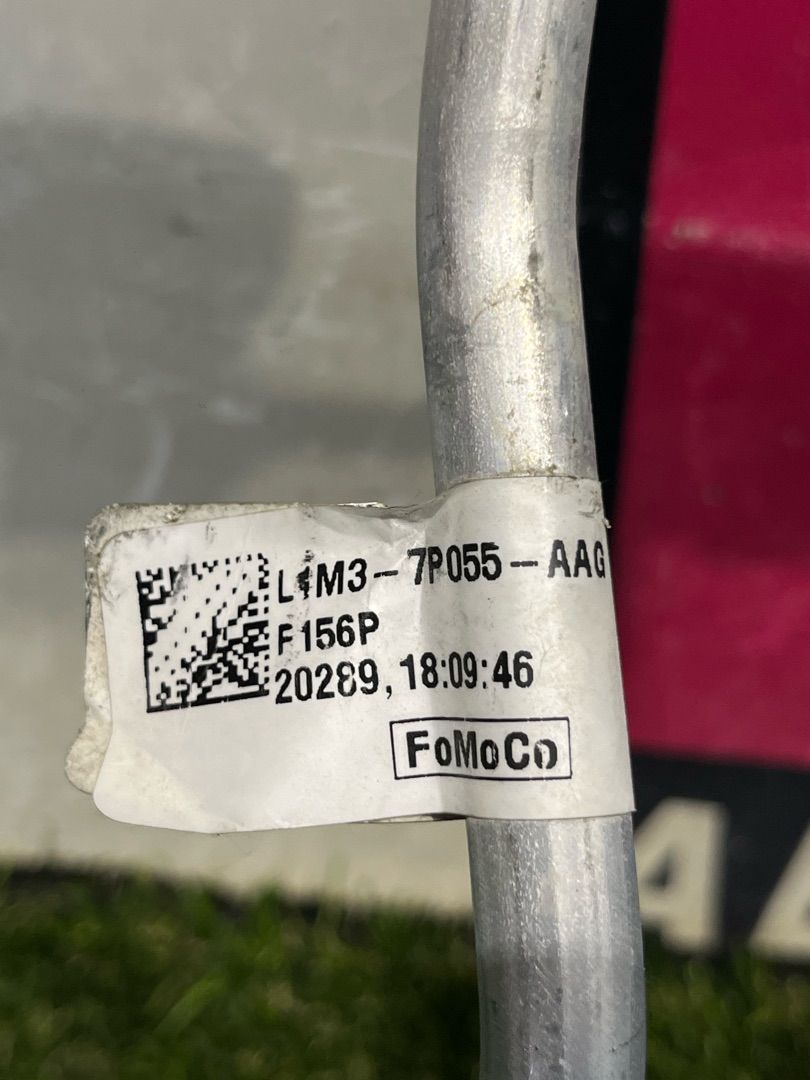 L1M3-7P055-AAG
F156P
20289, 18:09:46
FoMoCo
A